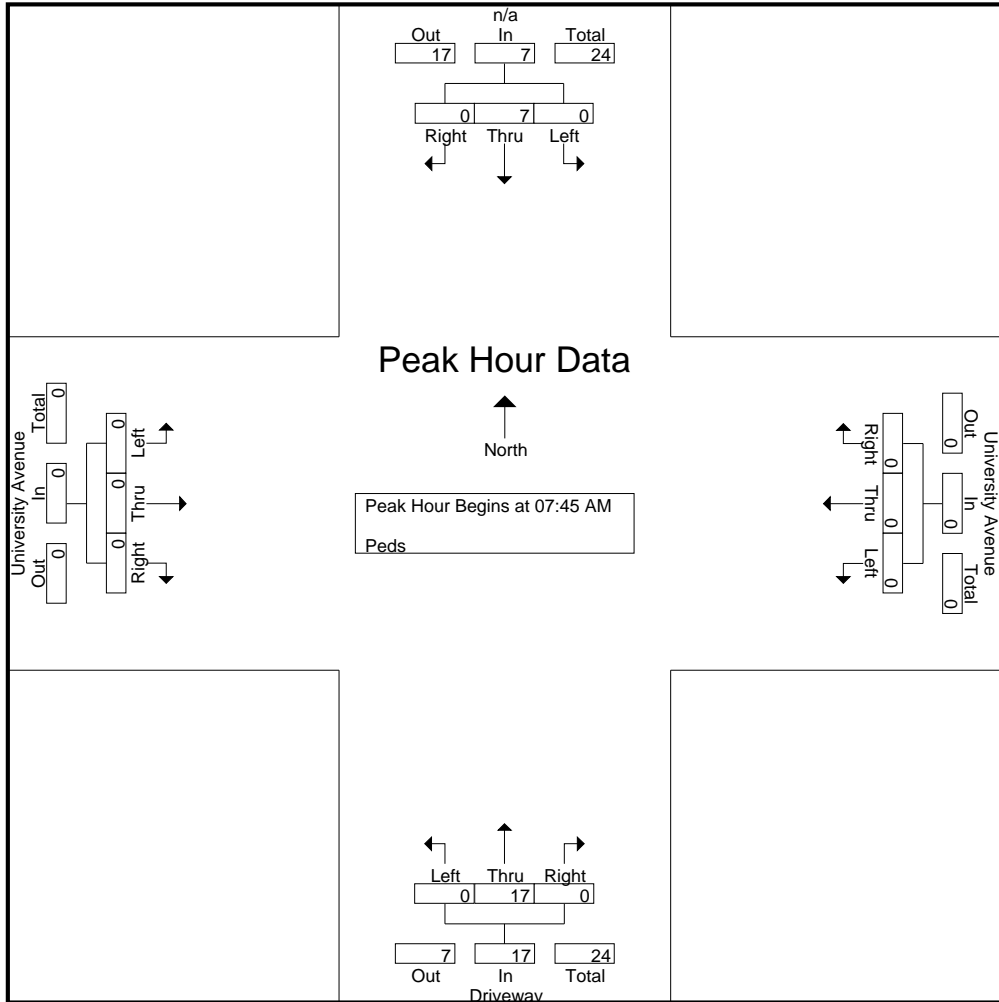 n/a
Out In Total
17 7 24
0 7 0
Right Thru Left
Peak Hour Data
North
Peak Hour Begins at 07:45 AM
Peds
University Avenue
Out In Total
0 0 0
Left Thru Right
0 0 0
University Avenue
Out In Total
0 0 0
Right Thru Left
0 0 0
Left Thru Right
0 17 0
7 17 24
Out In Total
Driveway